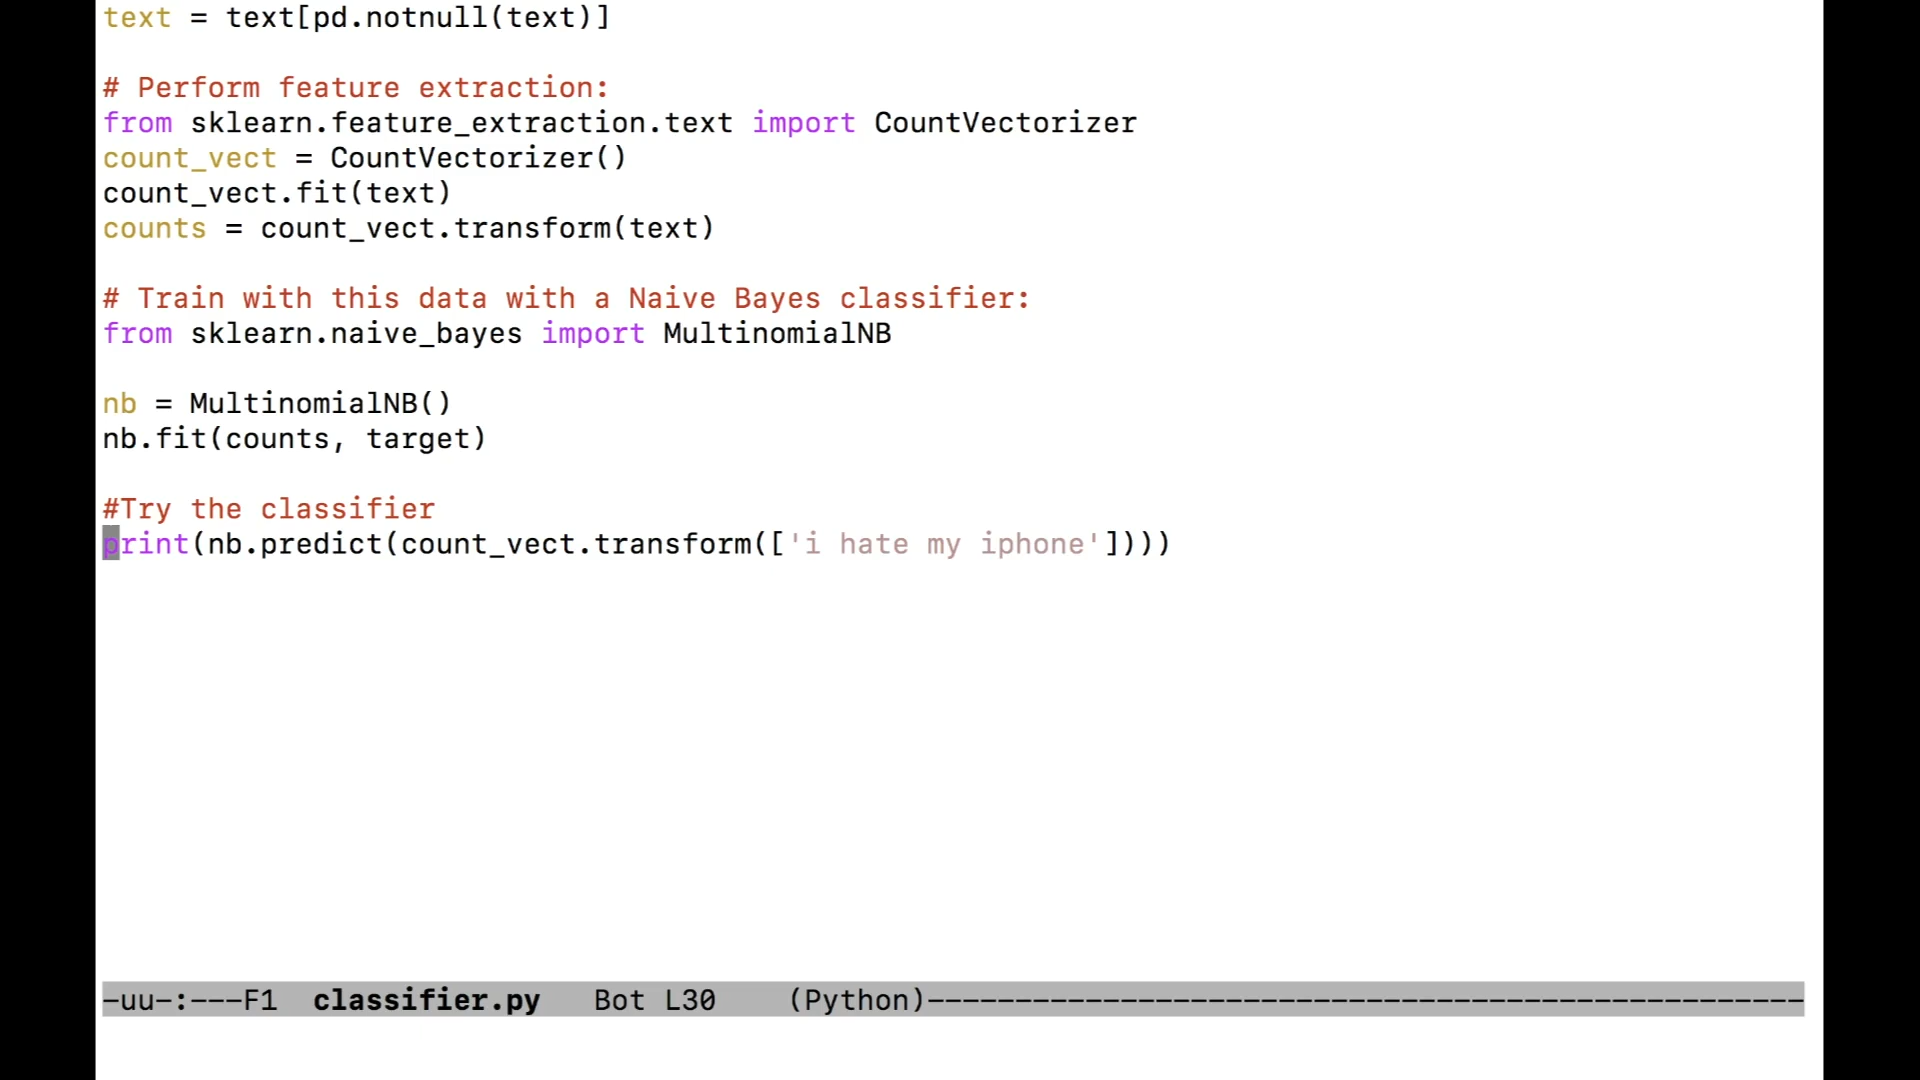 text = text[pd.notnull(text)]
# Perform feature extraction:
from sklearn.feature_extraction.text import CountVectorizer
count_vect = CountVectorizer()
count_vect.fit(text)
counts = count_vect.transform(text)
# Train with this data with a Naive Bayes classifier:
from sklearn.naive_bayes import MultinomialNB
nb = MultinomialNB()
nb.fit(counts, target)
#Try the classifier
print(nb.predict(count_vect.transform(['i hate my iphone'])))
-uu-:---F1  classifier.py   Bot L30    (Python)--------------------------------------------------